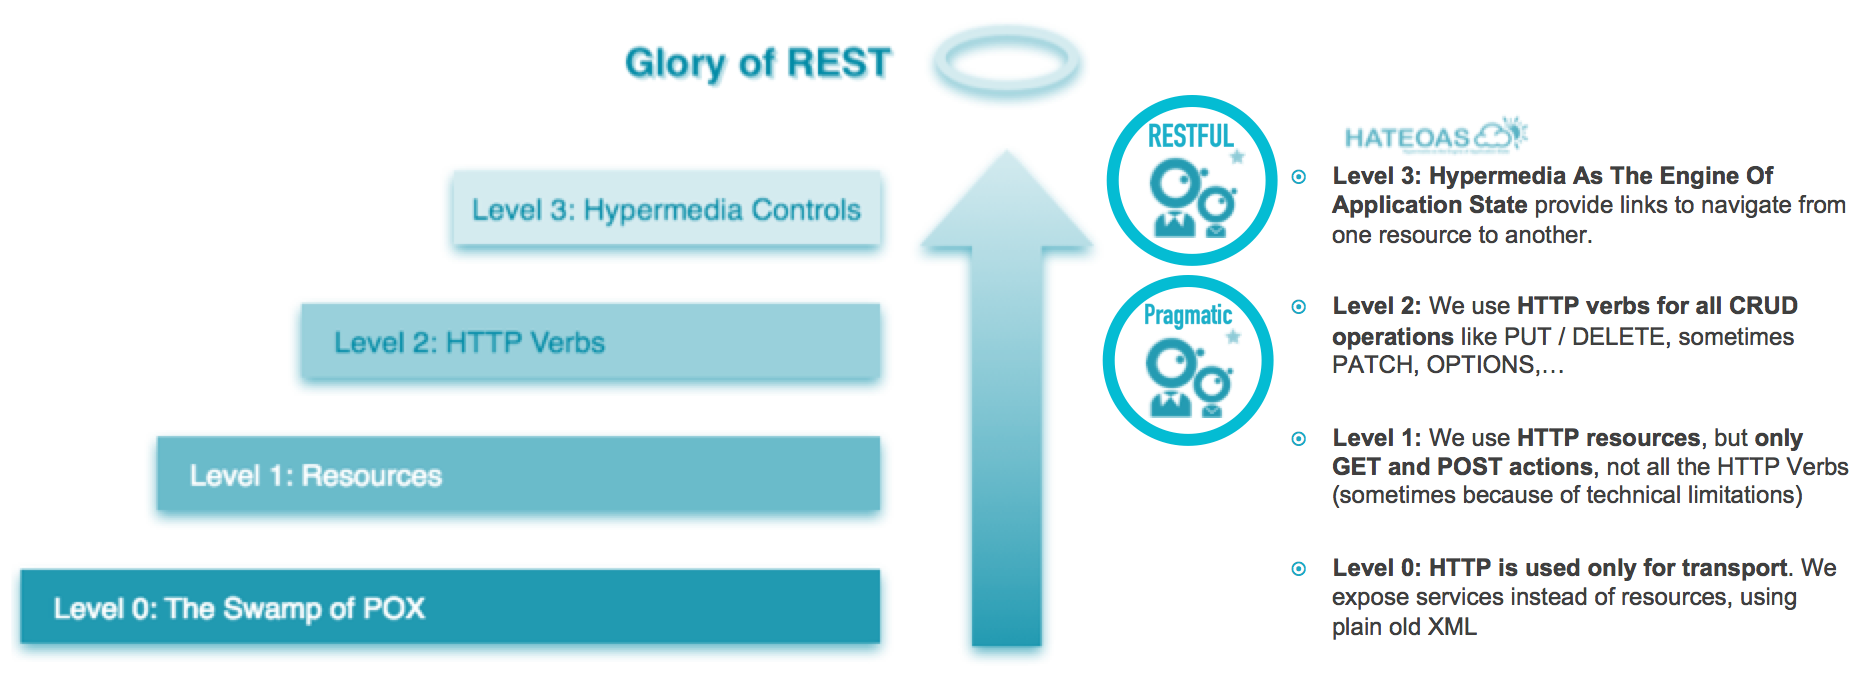 Glory of REST
Level 3: Hypermedia Controls
Level 2: HTTP Verbs
Level 1: Resources
Level 0: The Swamp of POX
RESTFUL
Pragmatic
HATEOAS
Level 3: Hypermedia As The Engine Of
Application State provide links to navigate from
one resource to another.
Level 2: We use HTTP verbs for all CRUD
operations like PUT / DELETE, sometimes
PATCH, OPTIONS,…
Level 1: We use HTTP resources, but only
GET and POST actions, not all the HTTP Verbs
(sometimes because of technical limitations)
Level 0: HTTP is used only for transport. We
expose services instead of resources, using
plain old XML